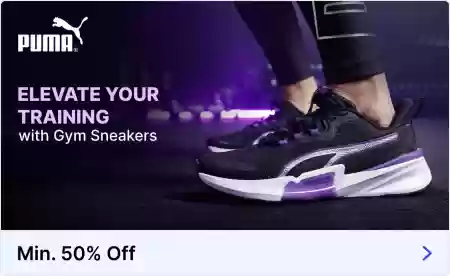 PUMA
ELEVATE YOUR
TRAINING
with Gym Sneakers
Min. 50% Off